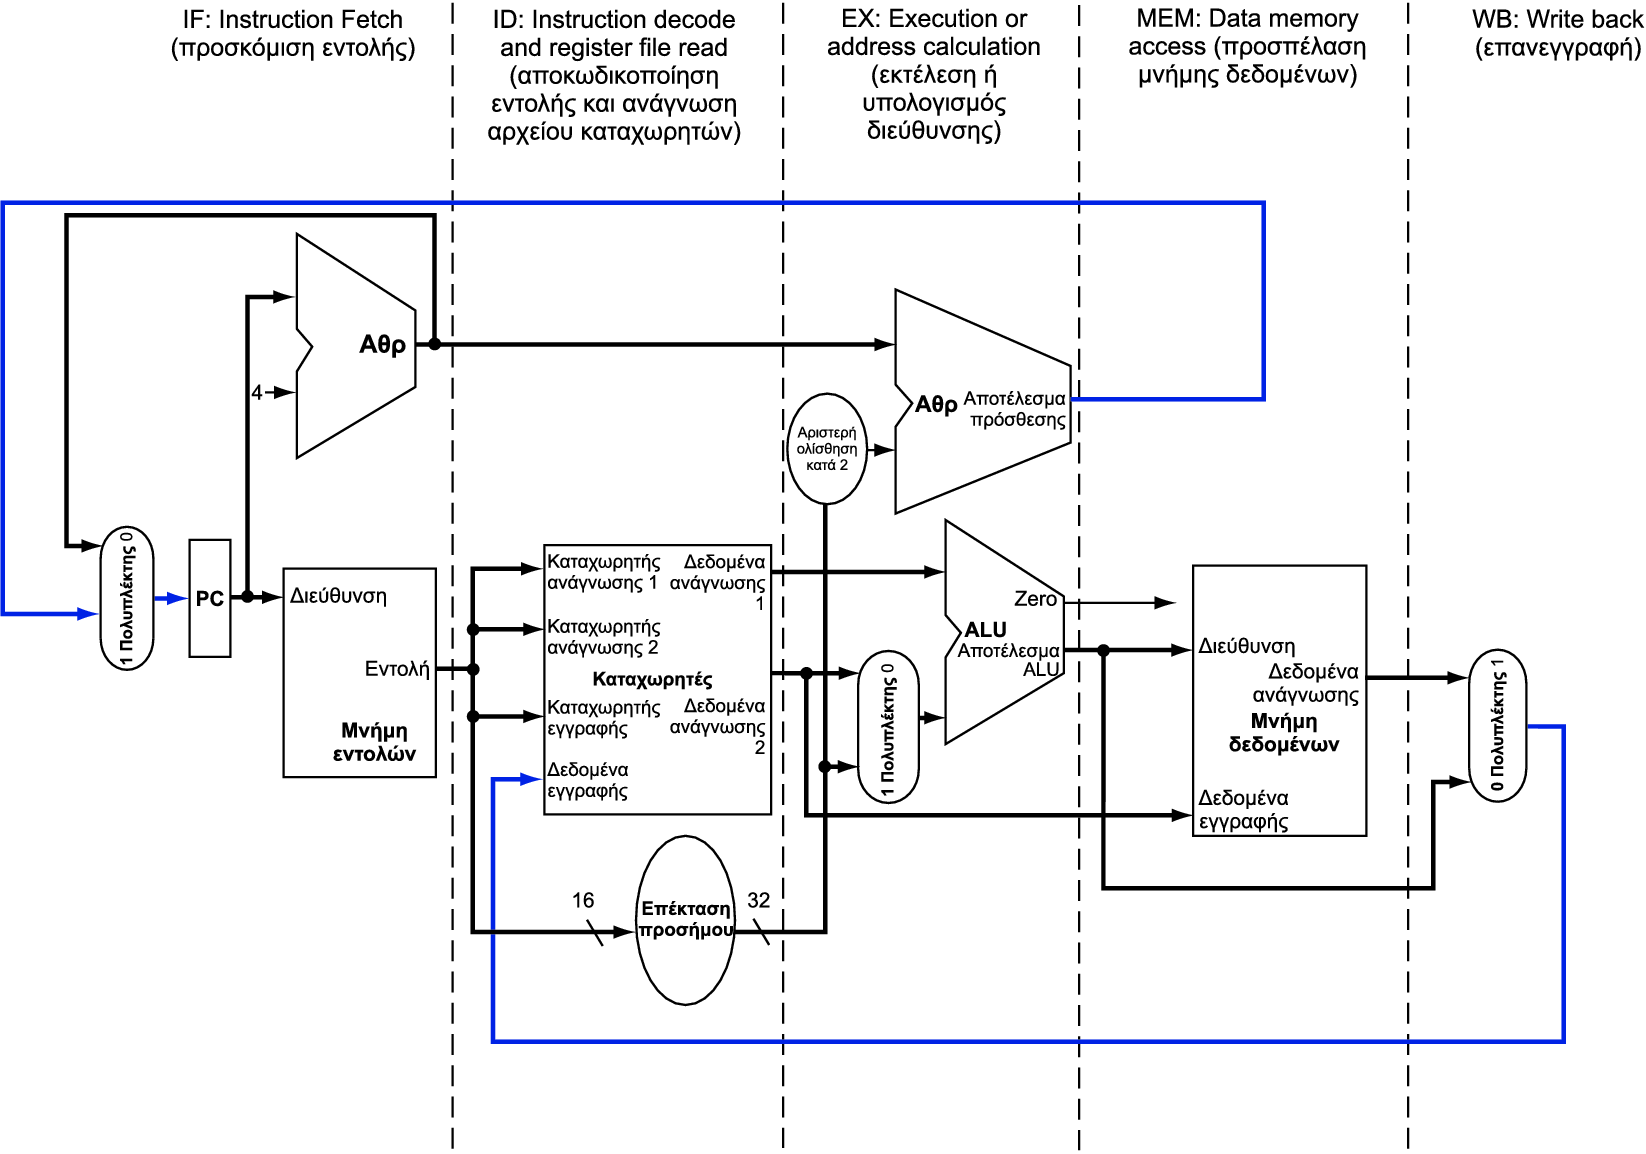 IF: Instruction Fetch
(προσκόμιση εντολής)
ID: Instruction decode
and register file read
(αποκωδικοποίηση
εντολής και ανάγνωση
αρχείου καταχωρητών)
EX: Execution or
address calculation
(εκτέλεση ή
υπολογισμός
διεύθυνσης)
MEM: Data memory
access (προσπέλαση
μνήμης δεδομένων)
WB: Write back
(επανεγγραφή)
Αθρ
4
1 Πολυπλέκτης 0
PC
Διεύθυνση
Εντολή
Μνήμη
εντολών
Καταχωρητής
ανάγνωσης 1
Καταχωρητής
ανάγνωσης 2
Καταχωρητές
Καταχωρητής
εγγραφής
Δεδομένα
εγγραφής
Δεδομένα
ανάγνωσης
1
Δεδομένα
ανάγνωσης
2
16
Επέκταση
προσήμου
32
Αριστερή
ολίσθηση
κατά 2
Αθρ
Αποτέλεσμα
πρόσθεσης
1 Πολυπλέκτης 0
Zero
ALU
Αποτέλεσμα
ALU
Διεύθυνση
Δεδομένα
ανάγνωσης
Μνήμη
δεδομένων
Δεδομένα
εγγραφής
0 Πολυπλέκτης 1